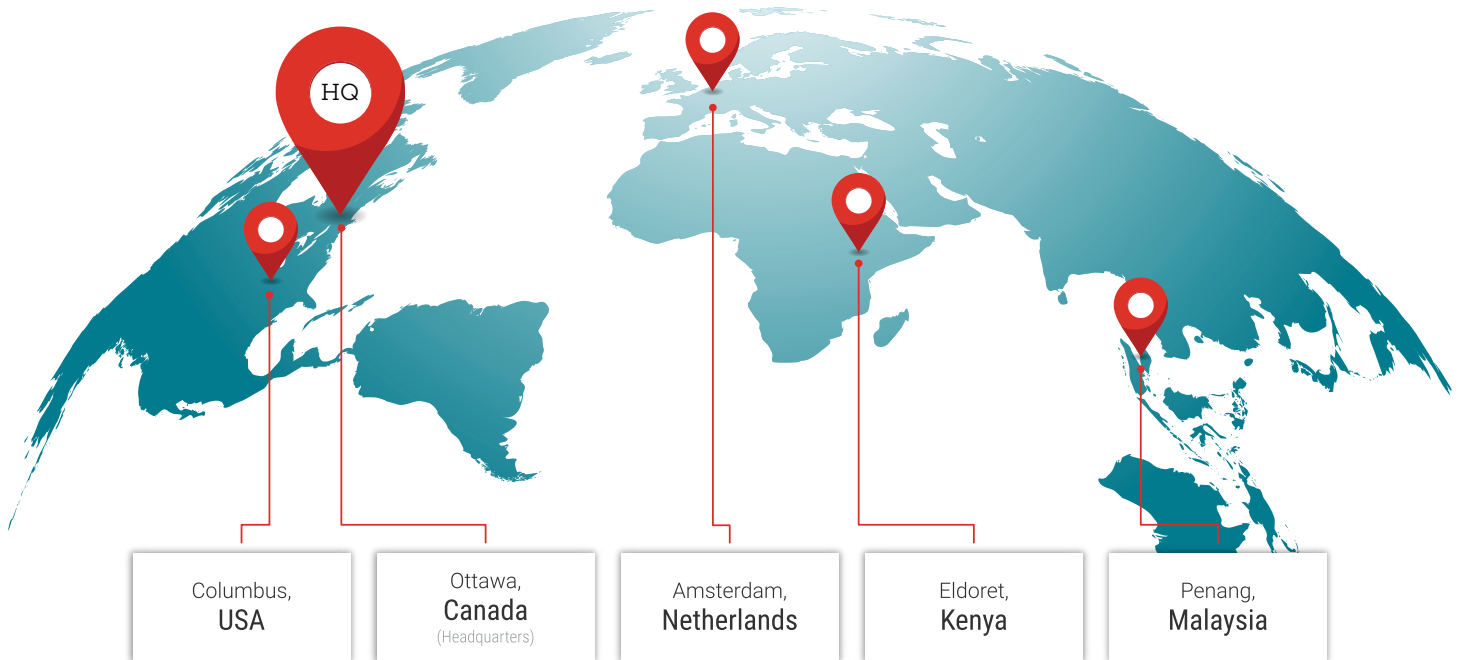 HQ
Columbus,
USA
Ottawa,
Canada
(Headquarters)
Amsterdam,
Netherlands
Eldoret,
Kenya
Penang,
Malaysia